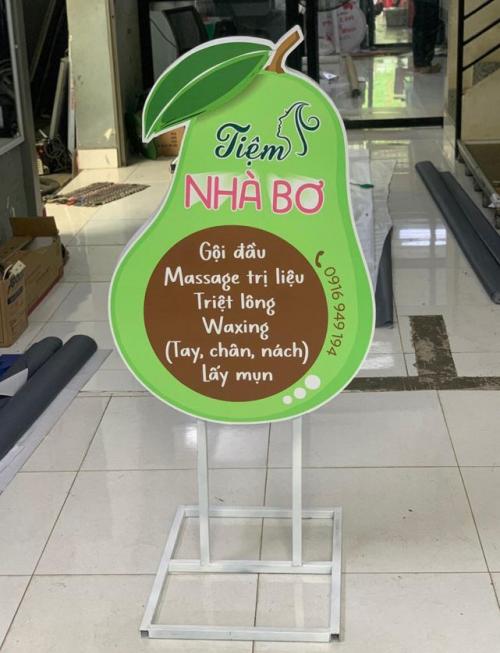 Tiệm
NHÀ BƠ
Gội đầu
Massage trị liệu
Triệt lông
Waxing
(Tay, chân, nách)
Lấy mụn
0916 949 194